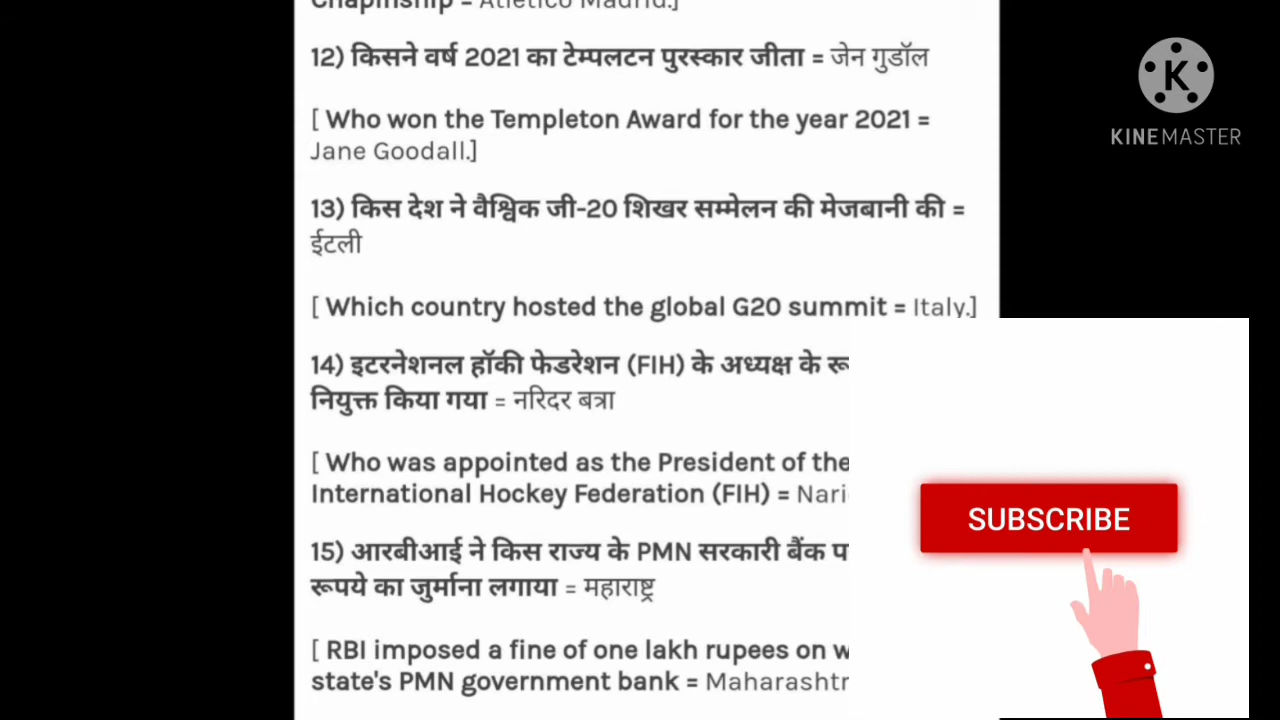 = Atletico Madrid.]
12) किसने वर्ष 2021 का टेम्पलटन पुरस्कार जीता = जेन गुडॉल
[ Who won the Templeton Award for the year 2021 =
Jane Goodall.]
13) किस देश ने वैश्विक जी-20 शिखर सम्मेलन की मेजबानी की =
ईटली
[ Which country hosted the global G20 summit = Italy.]
14) इटरनेशनल हॉकी फेडरेशन (FIH) के अध्यक्ष के
नियुक्त किया गया = नरिदर बत्रा
[ Who was appointed as the President of the
International Hockey Federation (FIH) =
15) आरबीआई ने किस राज्य के PMN सरकारी बैंक
रूपये का जुर्माना लगाया = महाराष्ट्र
[ RBI imposed a fine of one lakh rupees on
state's PMN government bank =
KINEMASTER
SUBSCRIBE